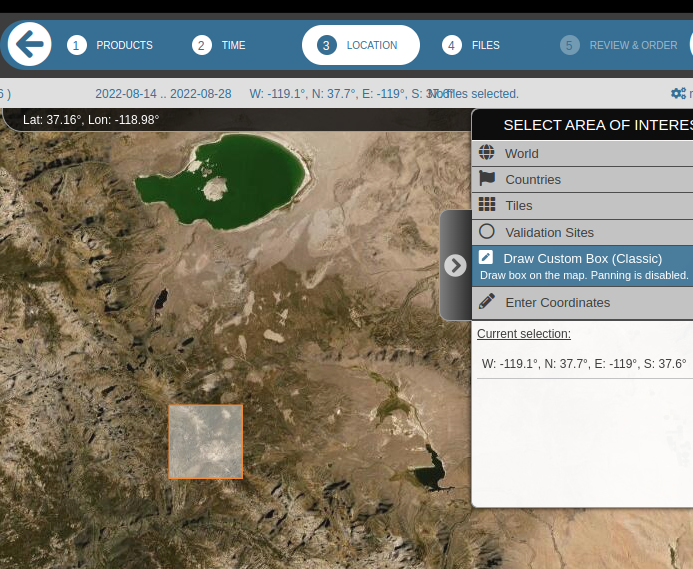 1 PRODUCTS 2 TIME 3 LOCATION 4 FILES 5 REVIEW & ORDER
6 ) 2022-08-14 .. 2022-08-28 W: -119.1°, N: 37.7°, E: -119°, S: 37.6° No files selected.
Lat: 37.16°, Lon: -118.98°
SELECT AREA OF INTERES
World
Countries
Tiles
Validation Sites
Draw Custom Box (Classic)
Draw box on the map. Panning is disabled.
Enter Coordinates
Current selection:
W: -119.1°, N: 37.7°, E: -119°, S: 37.6°